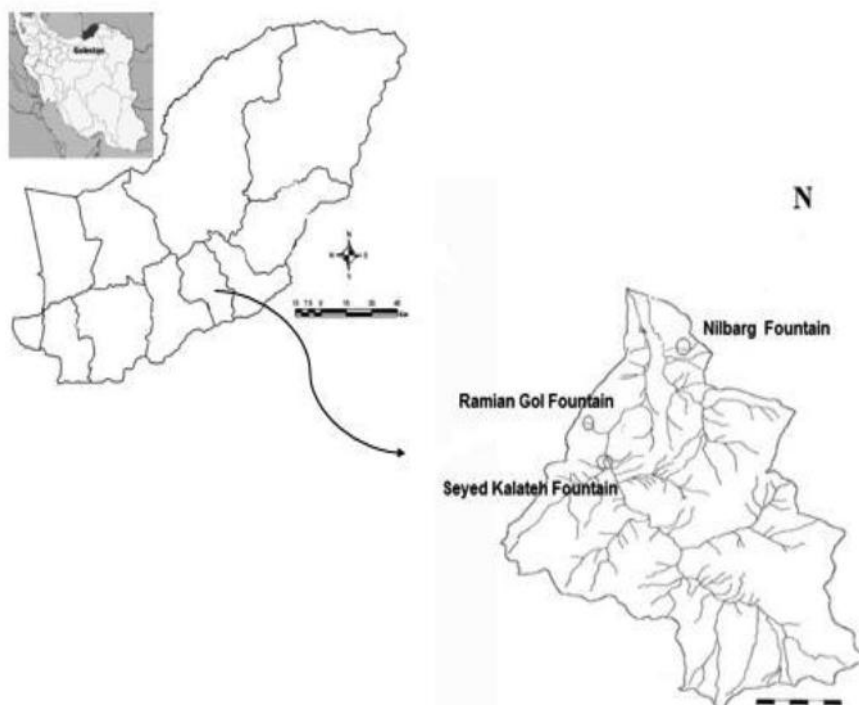 Golestan
N
N
Nilbarg Fountain
Ramian Gol Fountain
Seyed Kalateh Fountain